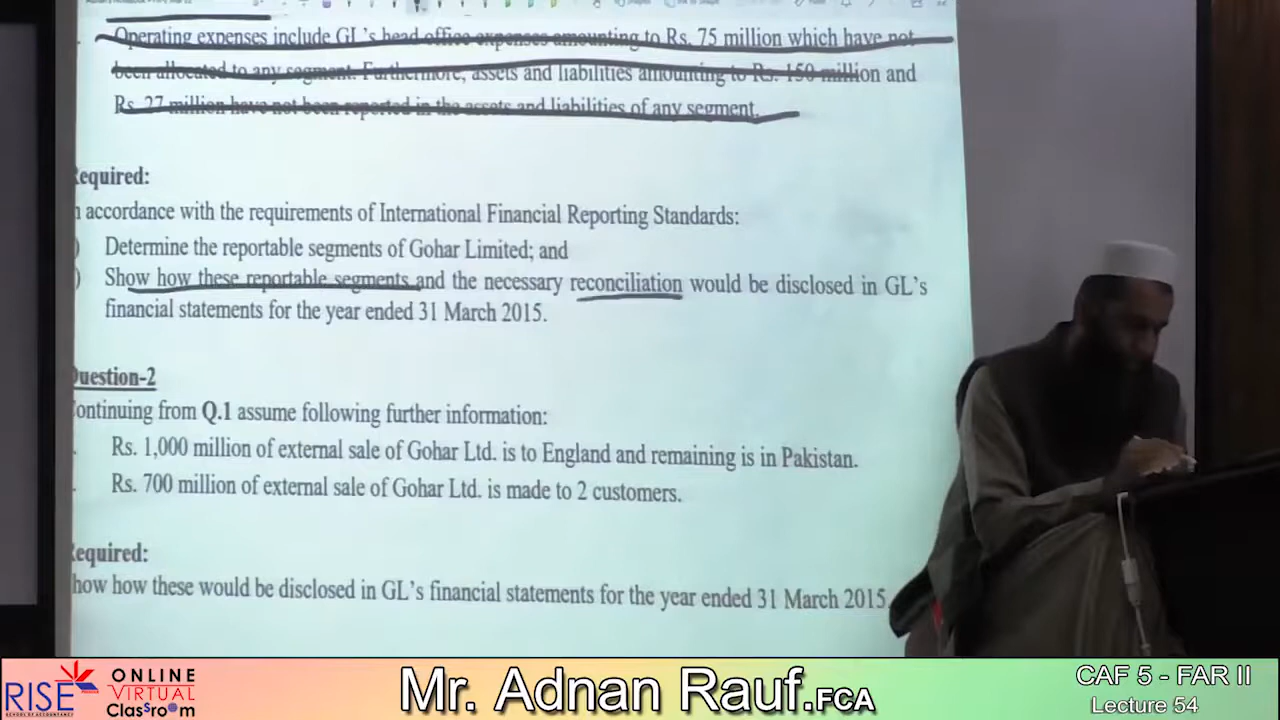 Operating expenses include GL's head office expenses amounting to Rs. 75 million which have not
been allocated to any segment. Furthermore, assets and liabilities amounting to Rs. 150 million and
Rs. 27 million have not been reported in the assets and liabilities of any segment.
equired:
accordance with the requirements of International Financial Reporting Standards:
) Determine the reportable segments of Gohar Limited; and
) Show how these reportable segments and the necessary reconciliation would be disclosed in GL's
financial statements for the year ended 31 March 2015.
uestion-2
ontinuing from Q.1 assume following further information:
Rs. 1,000 million of external sale of Gohar Ltd. is to England and remaining is in Pakistan.
Rs. 700 million of external sale of Gohar Ltd. is made to 2 customers.
equired:
how how these would be disclosed in GL's financial statements for the year ended 31 March 2015
RISE
SCHOOL OF ACCOUNTANCY
ONLINE
VIRTUAL
Classroom
Mr. Adnan Rauf.FCA
CAF 5 - FAR II
Lecture 54